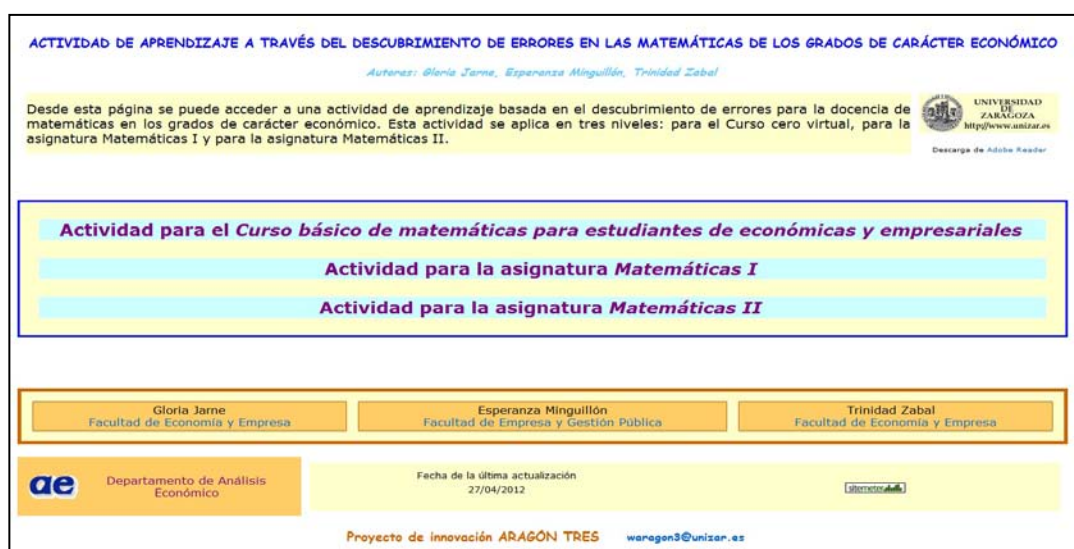 ACTIVIDAD DE APRENDIZAJE A TRAVÉS DEL DESCUBRIMIENTO DE ERRORES EN LAS MATEMÁTICAS DE LOS GRADOS DE CARÁCTER ECONÓMICO
Autoras: Gloria Jarne, Esperanza Minguillón, Trinidad Zabal
Desde esta página se puede acceder a una actividad de aprendizaje basada en el descubrimiento de errores para la docencia de
matemáticas en los grados de carácter económico. Esta actividad se aplica en tres niveles: para el Curso cero virtual, para la
asignatura Matemáticas I y para la asignatura Matemáticas II.
UNIVERSIDAD
DE
ZARAGOZA
http://www.unizar.es
Descarga de Adobe Reader
Actividad para el Curso básico de matemáticas para estudiantes de económicas y empresariales
Actividad para la asignatura Matemáticas I
Actividad para la asignatura Matemáticas II
Gloria Jarne
Facultad de Economía y Empresa
Esperanza Minguillón
Facultad de Empresa y Gestión Pública
Trinidad Zabal
Facultad de Economía y Empresa
ae
Departamento de Análisis
Económico
Fecha de la última actualización
27/04/2012
sitemeter
Proyecto de innovación ARAGÓN TRES waragon3@unizar.es